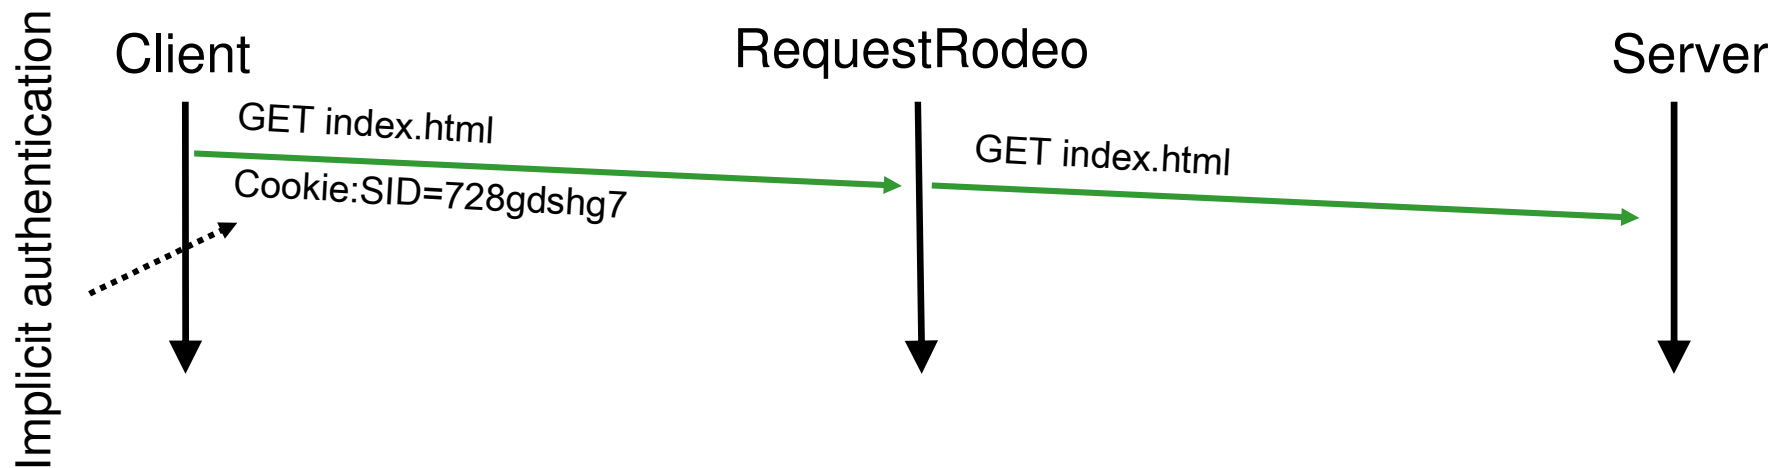 Implicit authentication
Client
RequestRodeo
Server
GET index.html
Cookie:SID=728gdshg7
GET index.html